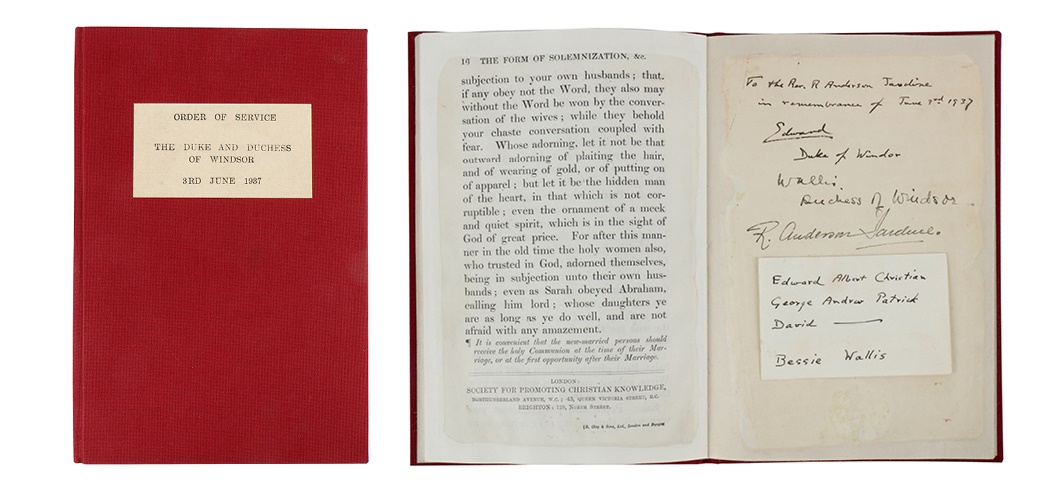 ORDER OF SERVICE
THE DUKE AND DUCHESS
OF WINDSOR
3RD JUNE 1937
16 THE FORM OF SOLEMNIZATION, &c.
subjection to your own husbands; that,
if any obey not the Word, they also may
without the Word be won by the conver-
sation of the wives; while they behold
your chaste conversation coupled with
fear. Whose adorning, let it not be that
outward adorning of plaiting the hair,
and of wearing of gold, or of putting on
of apparel; but let it be the hidden man
of the heart, in that which is not cor-
ruptible; even the ornament of a meek
and quiet spirit, which is in the sight of
God of great price. For after this man-
ner in the old time the holy women also,
who trusted in God, adorned themselves,
being in subjection unto their own hus-
bands; even as Sarah obeyed Abraham,
calling him lord; whose daughters ye
are as long as ye do well, and are not
afraid with any amazement.
¶ It is convenient that the new-married persons should
receive the holy Communion at the time of their Mar-
riage, or at the first opportunity after their Marriage.
LONDON:
SOCIETY FOR PROMOTING CHRISTIAN KNOWLEDGE,
NORTHUMBERLAND AVENUE, W.C.; 43, QUEEN VICTORIA STREET, E.C.
BRIGHTON: 129, NORTH STREET.
To the Rev. R Anderson Jardine
in remembrance of June 3rd 1937
Edward
Duke of Windsor
Wallis.
Duchess of Windsor
R. Anderson Jardine.
Edward Albert Christian
George Andrew Patrick
David
Bessie Wallis